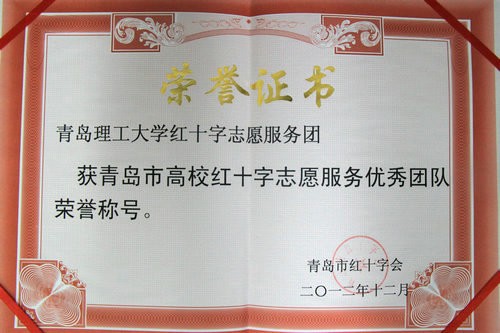 荣誉证书
青岛理工大学红十字志愿服务团
获青岛市高校红十字志愿服务优秀团队
荣誉称号。
青岛市红十字会
二〇一二年十二月